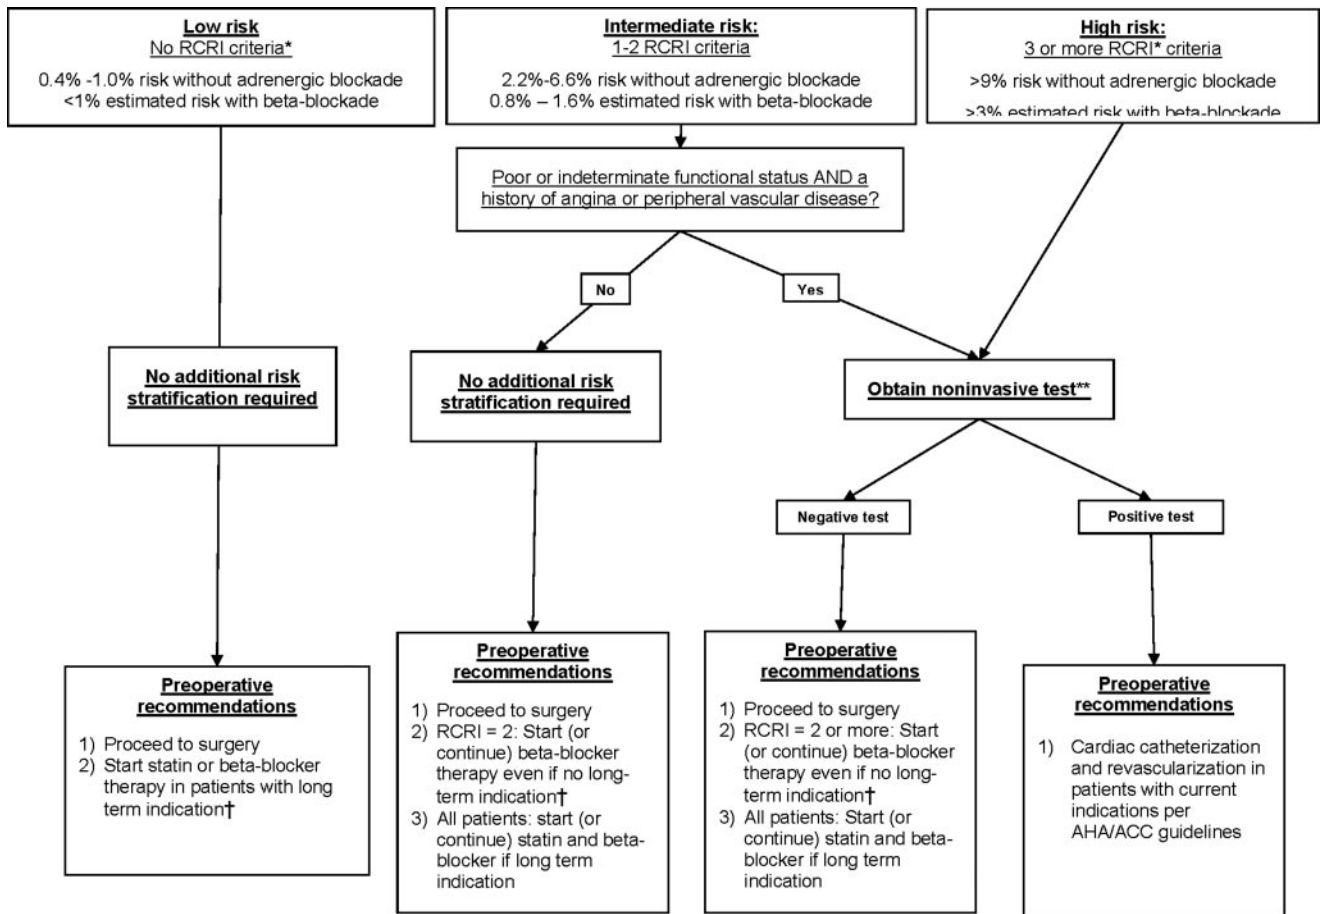 Low risk
No RCRI criteria*
0.4% -1.0% risk without adrenergic blockade
<1% estimated risk with beta-blockade
Intermediate risk:
1-2 RCRI criteria
2.2%-6.6% risk without adrenergic blockade
0.8% – 1.6% estimated risk with beta-blockade
High risk:
3 or more RCRI* criteria
>9% risk without adrenergic blockade
>3% estimated risk with beta-blockade
Poor or indeterminate functional status AND a
history of angina or peripheral vascular disease?
No
Yes
No additional risk
stratification required
No additional risk
stratification required
Obtain noninvasive test**
Negative test
Positive test
Preoperative
recommendations
1) Proceed to surgery
2) Start statin or beta-blocker
therapy in patients with long
term indication†
Preoperative
recommendations
1) Proceed to surgery
2) RCRI = 2: Start (or
continue) beta-blocker
therapy even if no long-
term indication†
3) All patients: start (or
continue) statin and beta-
blocker if long term
indication
Preoperative
recommendations
1) Proceed to surgery
2) RCRI = 2 or more: Start
(or continue) beta-blocker
therapy even if no long-
term indication†
3) All patients: Start (or
continue) statin and beta-
blocker if long term
indication
Preoperative
recommendations
1) Cardiac catheterization
and revascularization in
patients with current
indications per
AHA/ACC guidelines